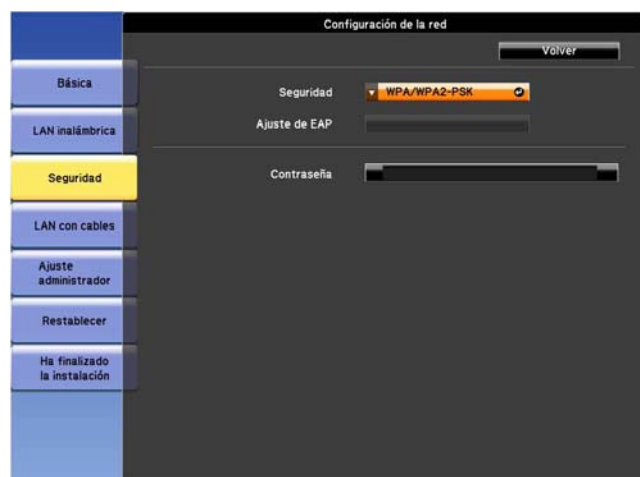 Configuración de la red
Volver
Básica
LAN inalámbrica
Seguridad
LAN con cables
Ajuste
administrador
Restablecer
Ha finalizado
la instalación
Seguridad
WPA/WPA2-PSK
Ajuste de EAP
Contraseña